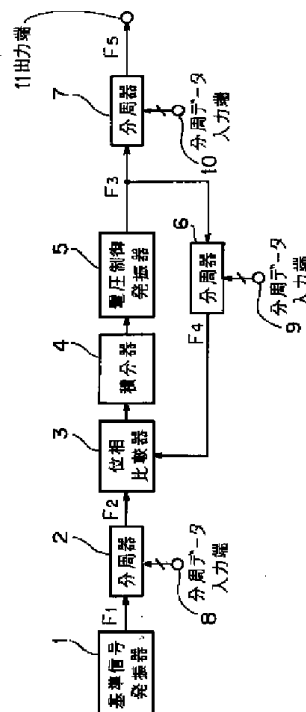 1
基準信号
発振器
F1
2
分周器
8
分周データ
入力端
F2
3
位相
比較器
4
積分器
5
電圧制御
発振器
F3
6
分周器
F4
9
分周データ
入力端
7
分周器
10
分周データ
入力端
F5
11出力端